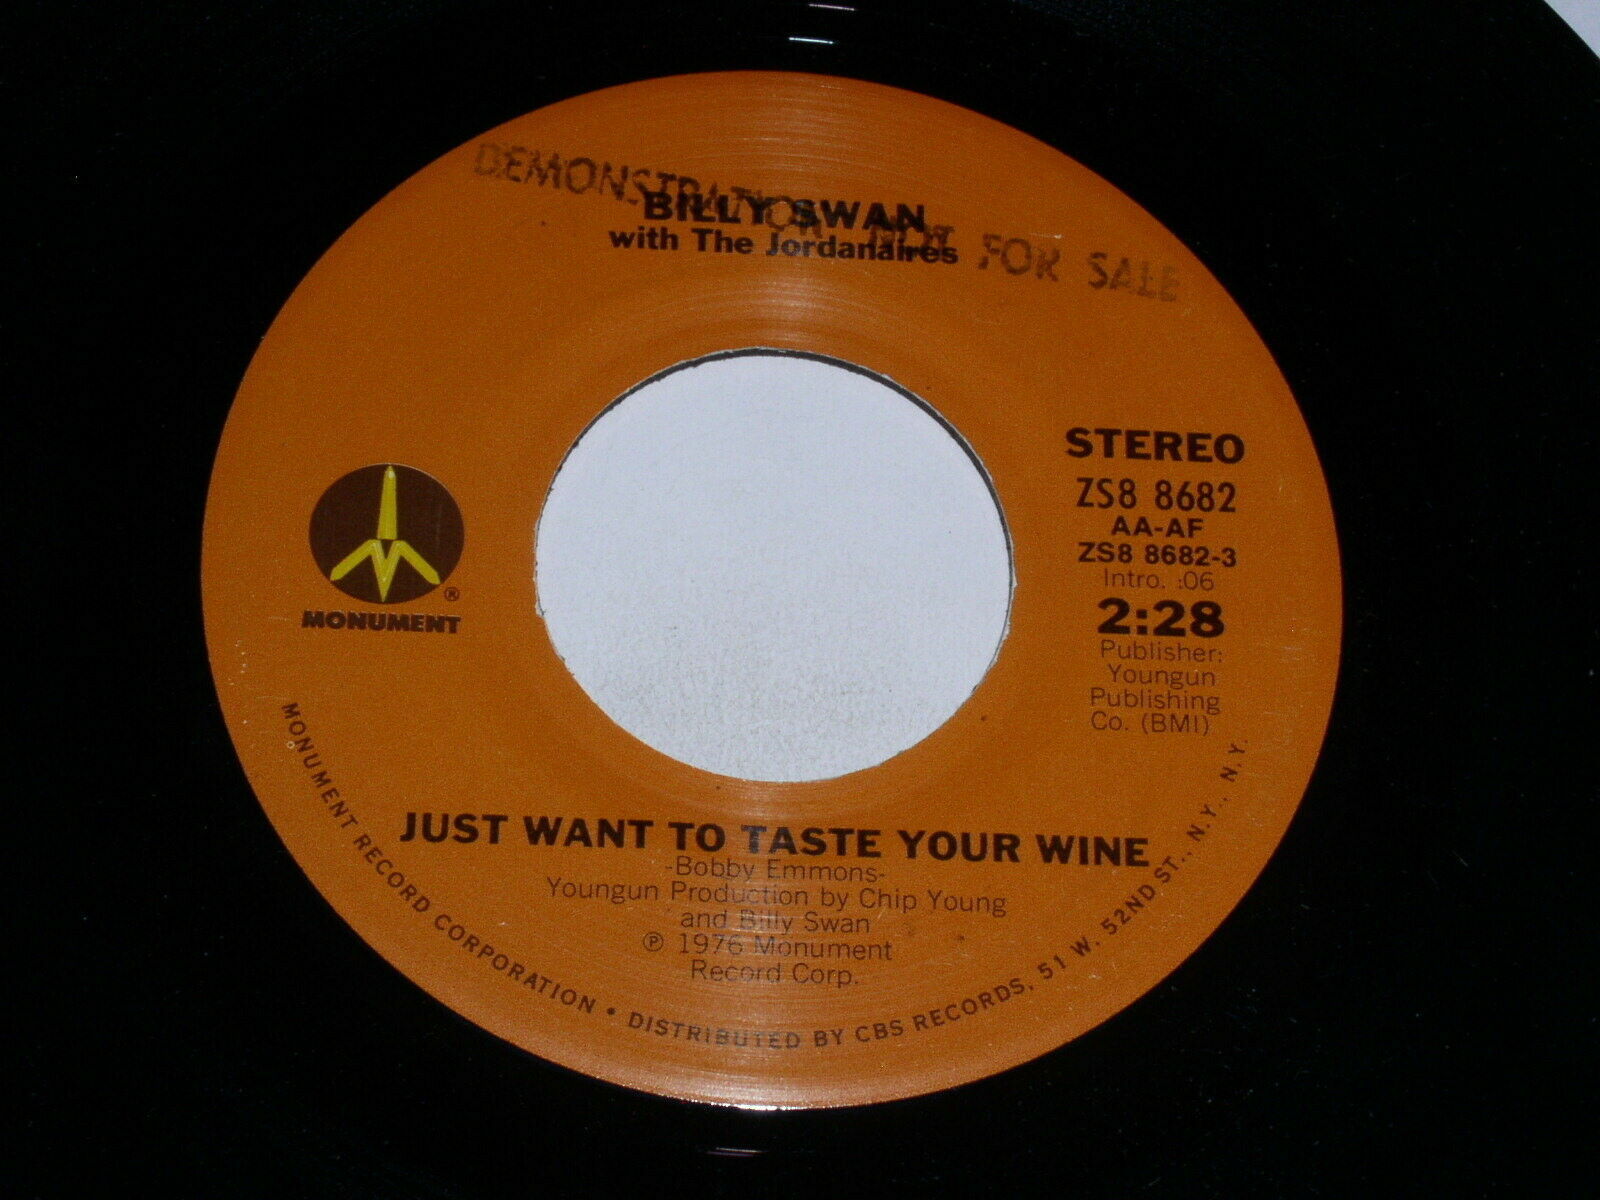 DEMONSTRATION NOT FOR SALE
BILLY SWAN
with The Jordanaires
STEREO
ZS8 8682
AA-AF
ZS8 8682-3
Intro. :06
2:28
Publisher:
Youngun
Publishing
Co. (BMI)
®
MONUMENT
JUST WANT TO TASTE YOUR WINE
-Bobby Emmons-
Youngun Production by Chip Young
and Billy Swan
℗ 1976 Monument
Record Corp.
MONUMENT RECORD CORPORATION • DISTRIBUTED BY CBS RECORDS, 51 W. 52ND ST., N.Y., N.Y.